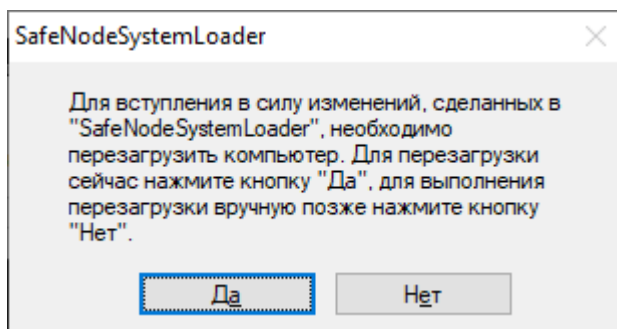 SafeNodeSystemLoader
Для вступления в силу изменений, сделанных в
"SafeNodeSystemLoader", необходимо
перезагрузить компьютер. Для перезагрузки
сейчас нажмите кнопку "Да", для выполнения
перезагрузки вручную позже нажмите кнопку
"Нет".
Да
Нет